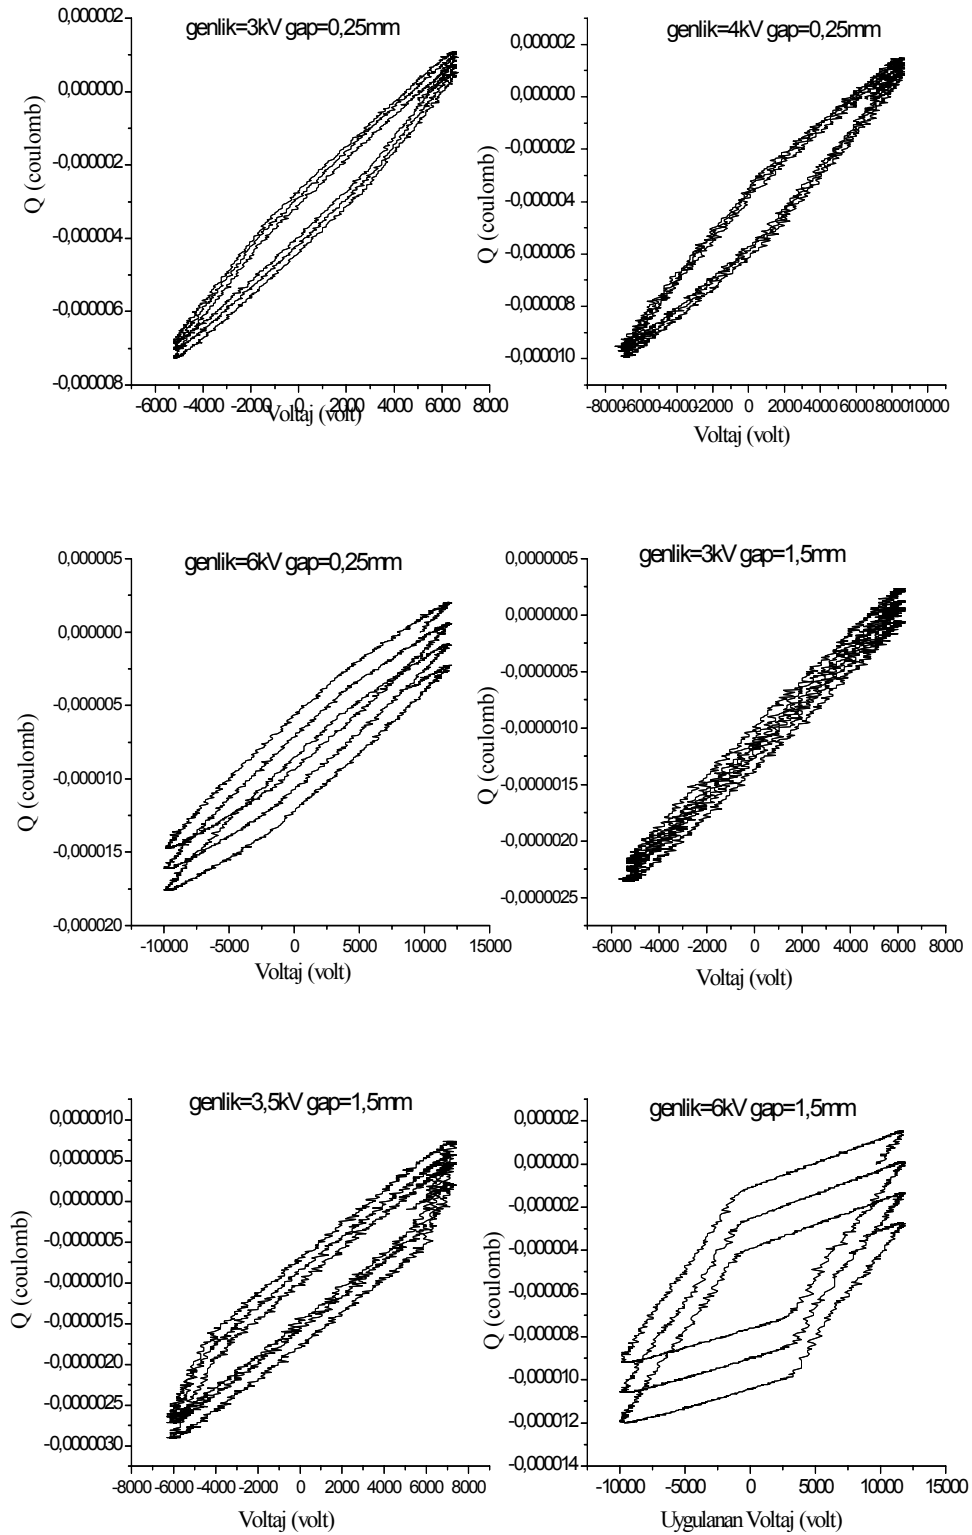 genlik=3kV gap=0,25mm
0,000002
0,000000
-0,000002
-0,000004
-0,000006
-0,000008
Q (coulomb)
-6000 -4000 -2000 0 2000 4000 6000 8000
Voltaj (volt)
genlik=4kV gap=0,25mm
0,000002
0,000000
-0,000002
-0,000004
-0,000006
-0,000008
-0,000010
Q (coulomb)
-8000 -6000 -4000 -2000 0 2000 4000 6000 8000 10000
Voltaj (volt)
genlik=6kV gap=0,25mm
0,000005
0,000000
-0,000005
-0,000010
-0,000015
-0,000020
Q (coulomb)
-10000 -5000 0 5000 10000 15000
Voltaj (volt)
genlik=3kV gap=1,5mm
0,0000005
0,0000000
-0,0000005
-0,0000010
-0,0000015
-0,0000020
-0,0000025
Q (coulomb)
-6000 -4000 -2000 0 2000 4000 6000 8000
Voltaj (volt)
genlik=3,5kV gap=1,5mm
0,0000010
0,0000005
0,0000000
-0,0000005
-0,0000010
-0,0000015
-0,0000020
-0,0000025
-0,0000030
Q (coulomb)
-8000 -6000 -4000 -2000 0 2000 4000 6000 8000
Voltaj (volt)
genlik=6kV gap=1,5mm
0,000002
0,000000
-0,000002
-0,000004
-0,000006
-0,000008
-0,000010
-0,000012
-0,000014
Q (coulomb)
-10000 -5000 0 5000 10000 15000
Uygulanan Voltaj (volt)